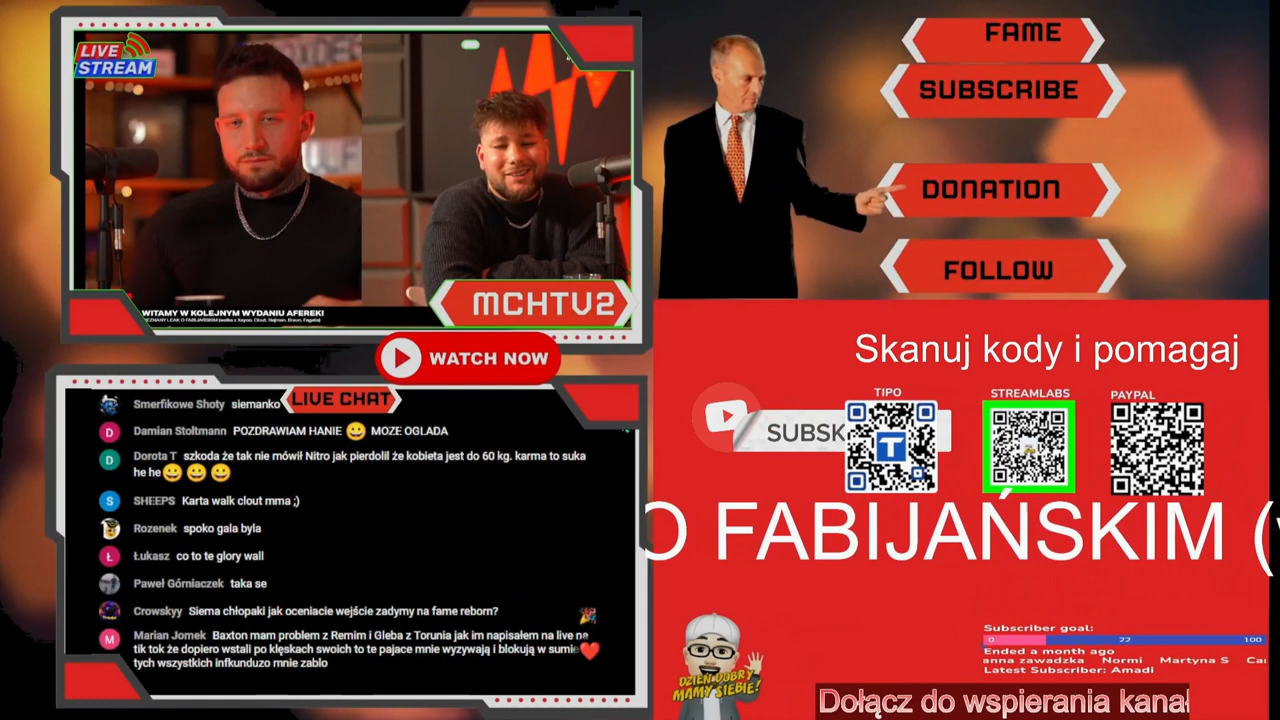 LIVE
STREAM
WITAMY W KOLEJNYM WYDANIU AFEREK!
MCHTV2
WATCH NOW
LIVE CHAT
Smerfikowe Shoty siemanko
D Damian Stoltmann POZDRAWIAM HANIE 😀 MOZE OGLADA
D Dorota T szkoda że tak nie mówił Nitro jak pierdolil że kobieta jest do 60 kg. karma to suka
he he 😀 😀 😀
S SHEEPS Karta walk clout mma ;)
Rozenek spoko gala byla
Ł Łukasz co to te glory wall
Paweł Górniaczek taka se
Crowskyy Siema chłopaki jak oceniacie wejście zadymy na fame reborn?
M Marian Jomek Baxton mam problem z Remim i Gleba z Torunia jak im napisałem na live na
tik tok że dopiero wstali po klęskach swoich to te pajace mnie wyzywają i blokują w sumie
tych wszystkich infkunduzo mnie zablo
FAME
SUBSCRIBE
DONATION
FOLLOW
Skanuj kody i pomagaj
TIPO
STREAMLABS
PAYPAL
SUBSK
T
O FABIJAŃSKIM (
DZIEŃ DOBRY
MAMY SIEBIE!
Subscriber goal:
0 22 100
Ended a month ago
anna zawadzka Normi Martyna S Ca
Latest Subscriber: Amadi
Dołącz do wspierania kanał